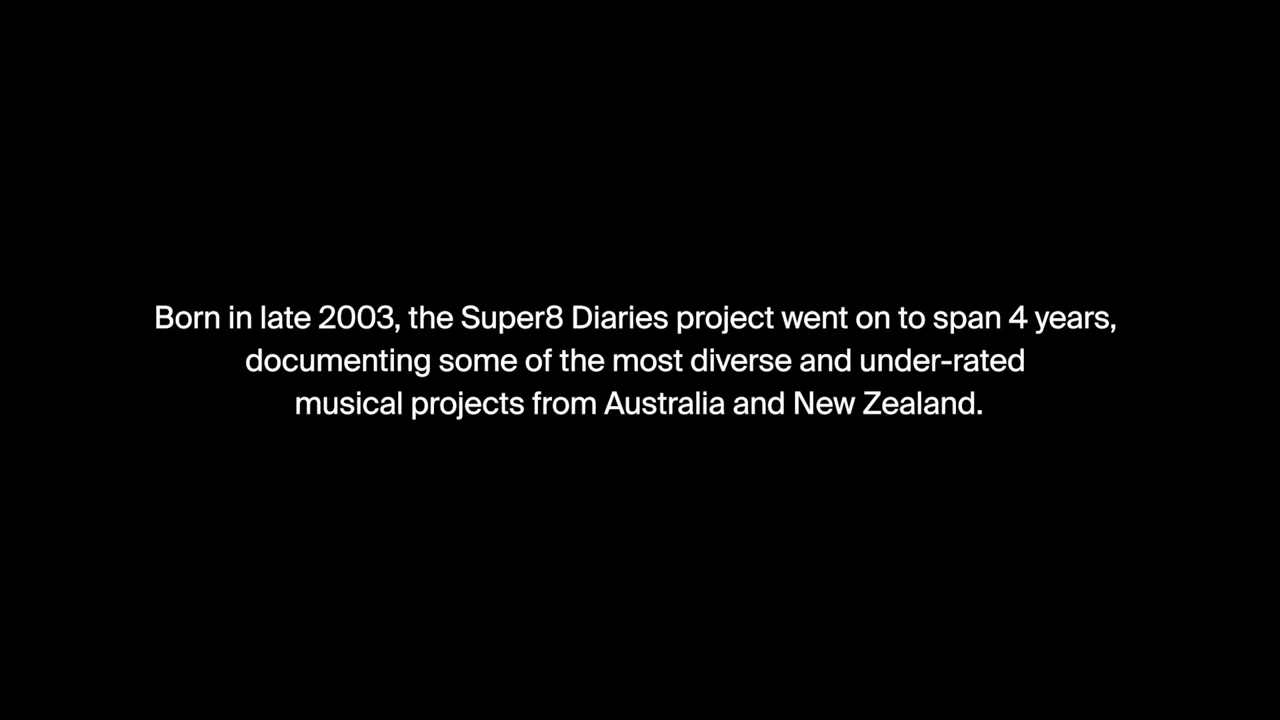 Born in late 2003, the Super8 Diaries project went on to span 4 years,
documenting some of the most diverse and under-rated
musical projects from Australia and New Zealand.